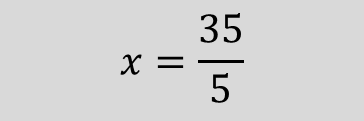 x = 35/5